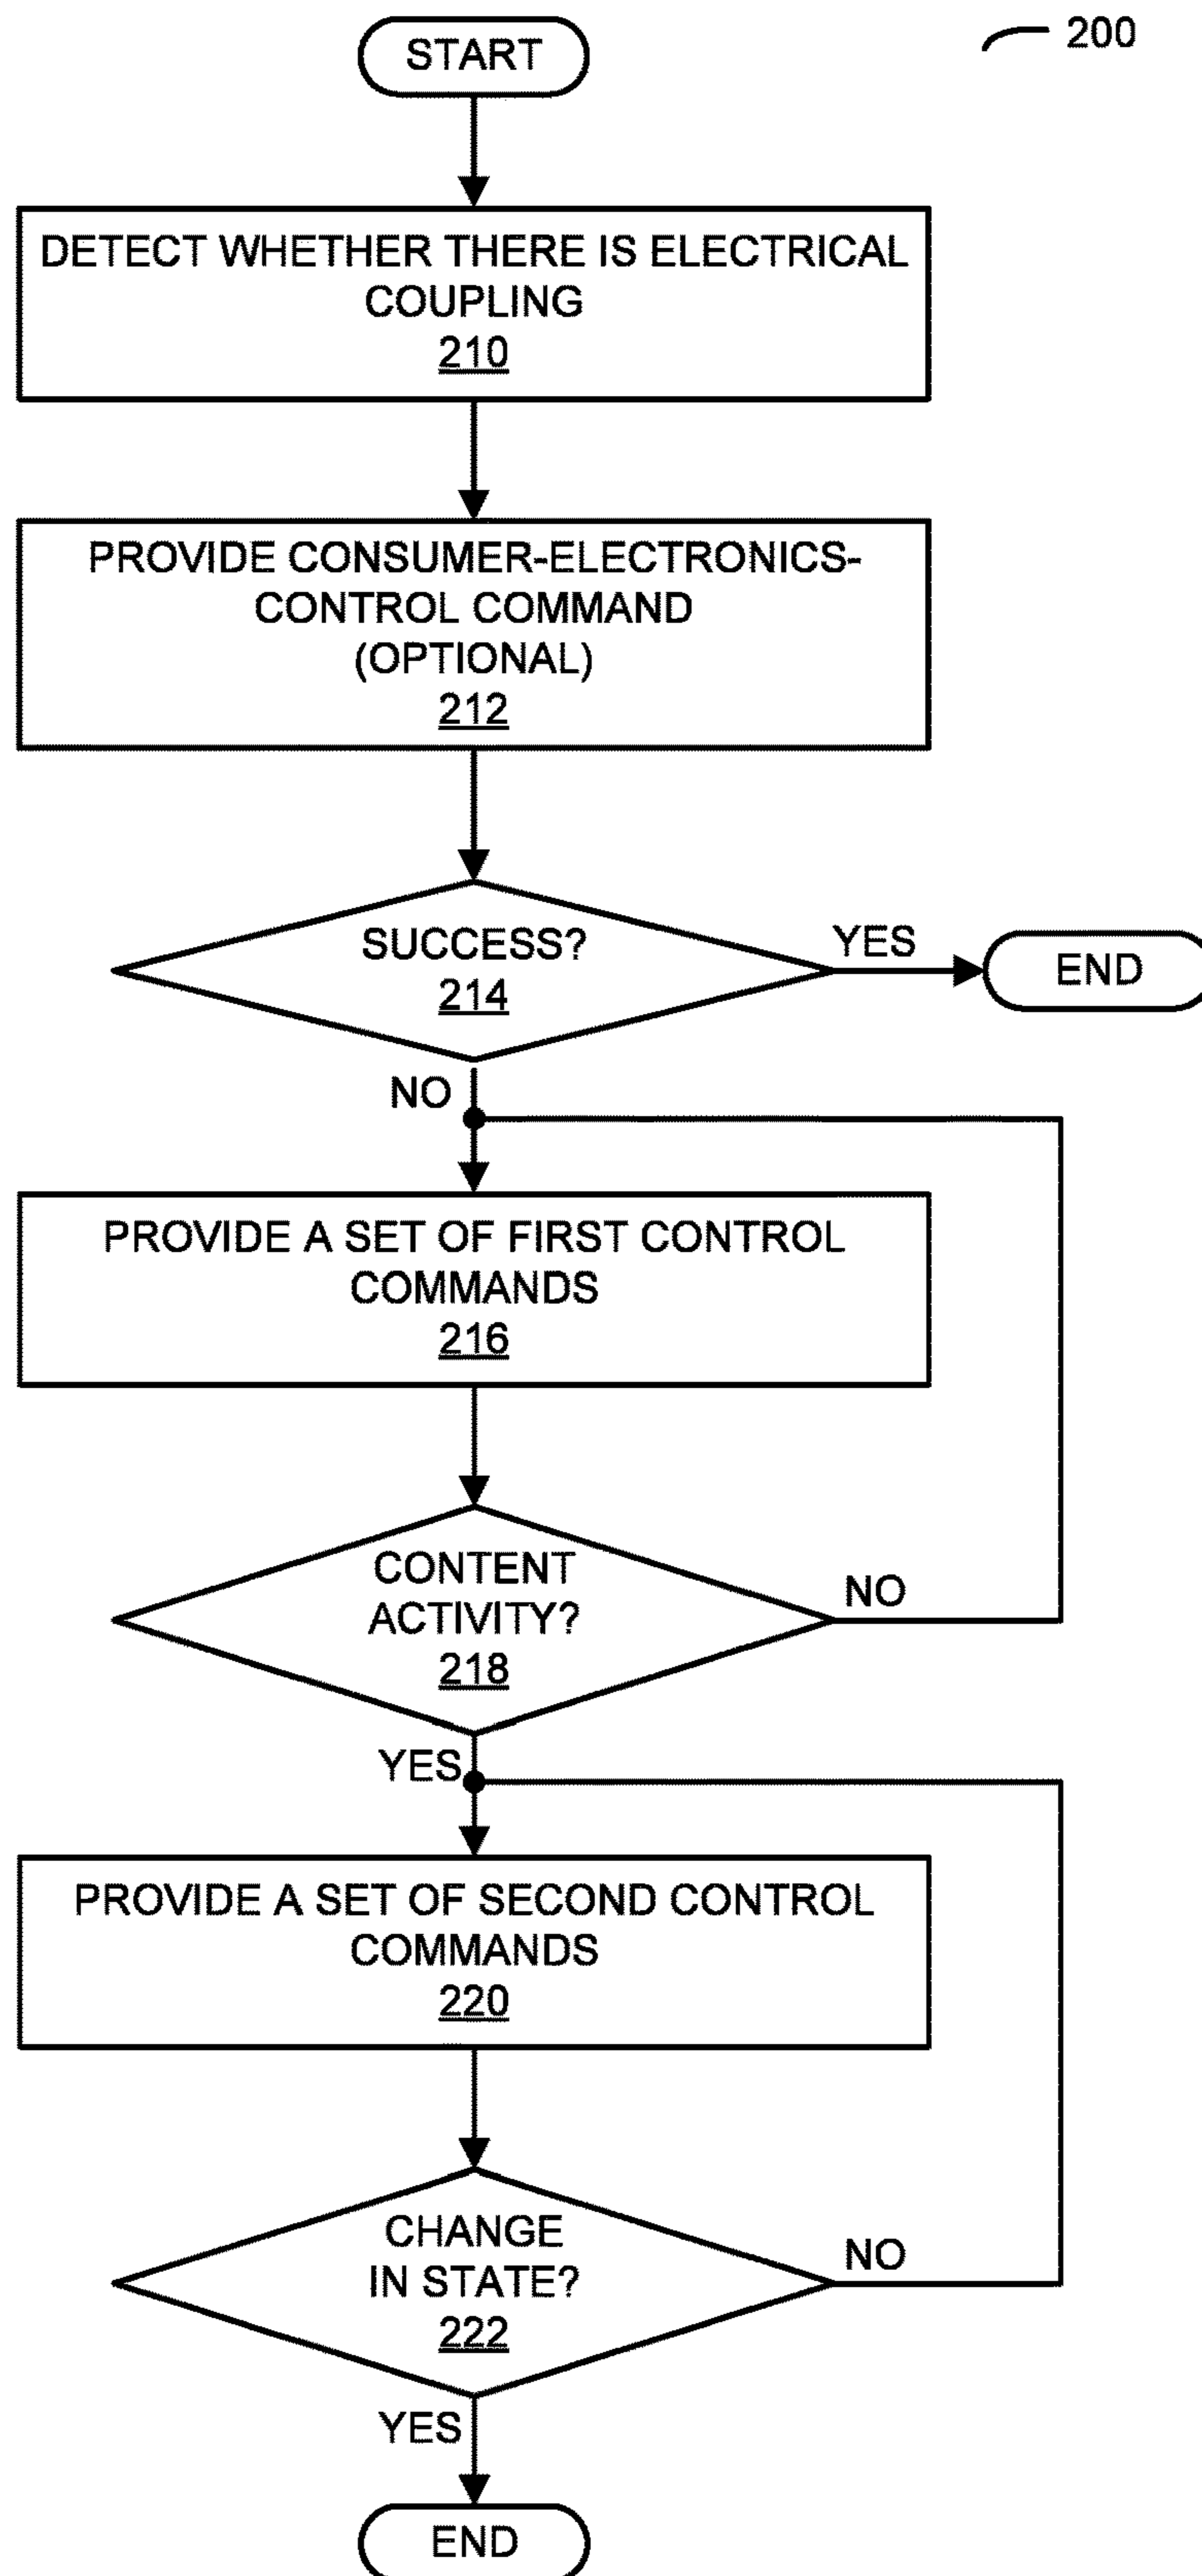 START
200
DETECT WHETHER THERE IS ELECTRICAL
COUPLING
210
PROVIDE CONSUMER-ELECTRONICS-
CONTROL COMMAND
(OPTIONAL)
212
SUCCESS?
214
YES
END
NO
PROVIDE A SET OF FIRST CONTROL
COMMANDS
216
CONTENT
ACTIVITY?
218
NO
YES
PROVIDE A SET OF SECOND CONTROL
COMMANDS
220
CHANGE
IN STATE?
222
NO
YES
END